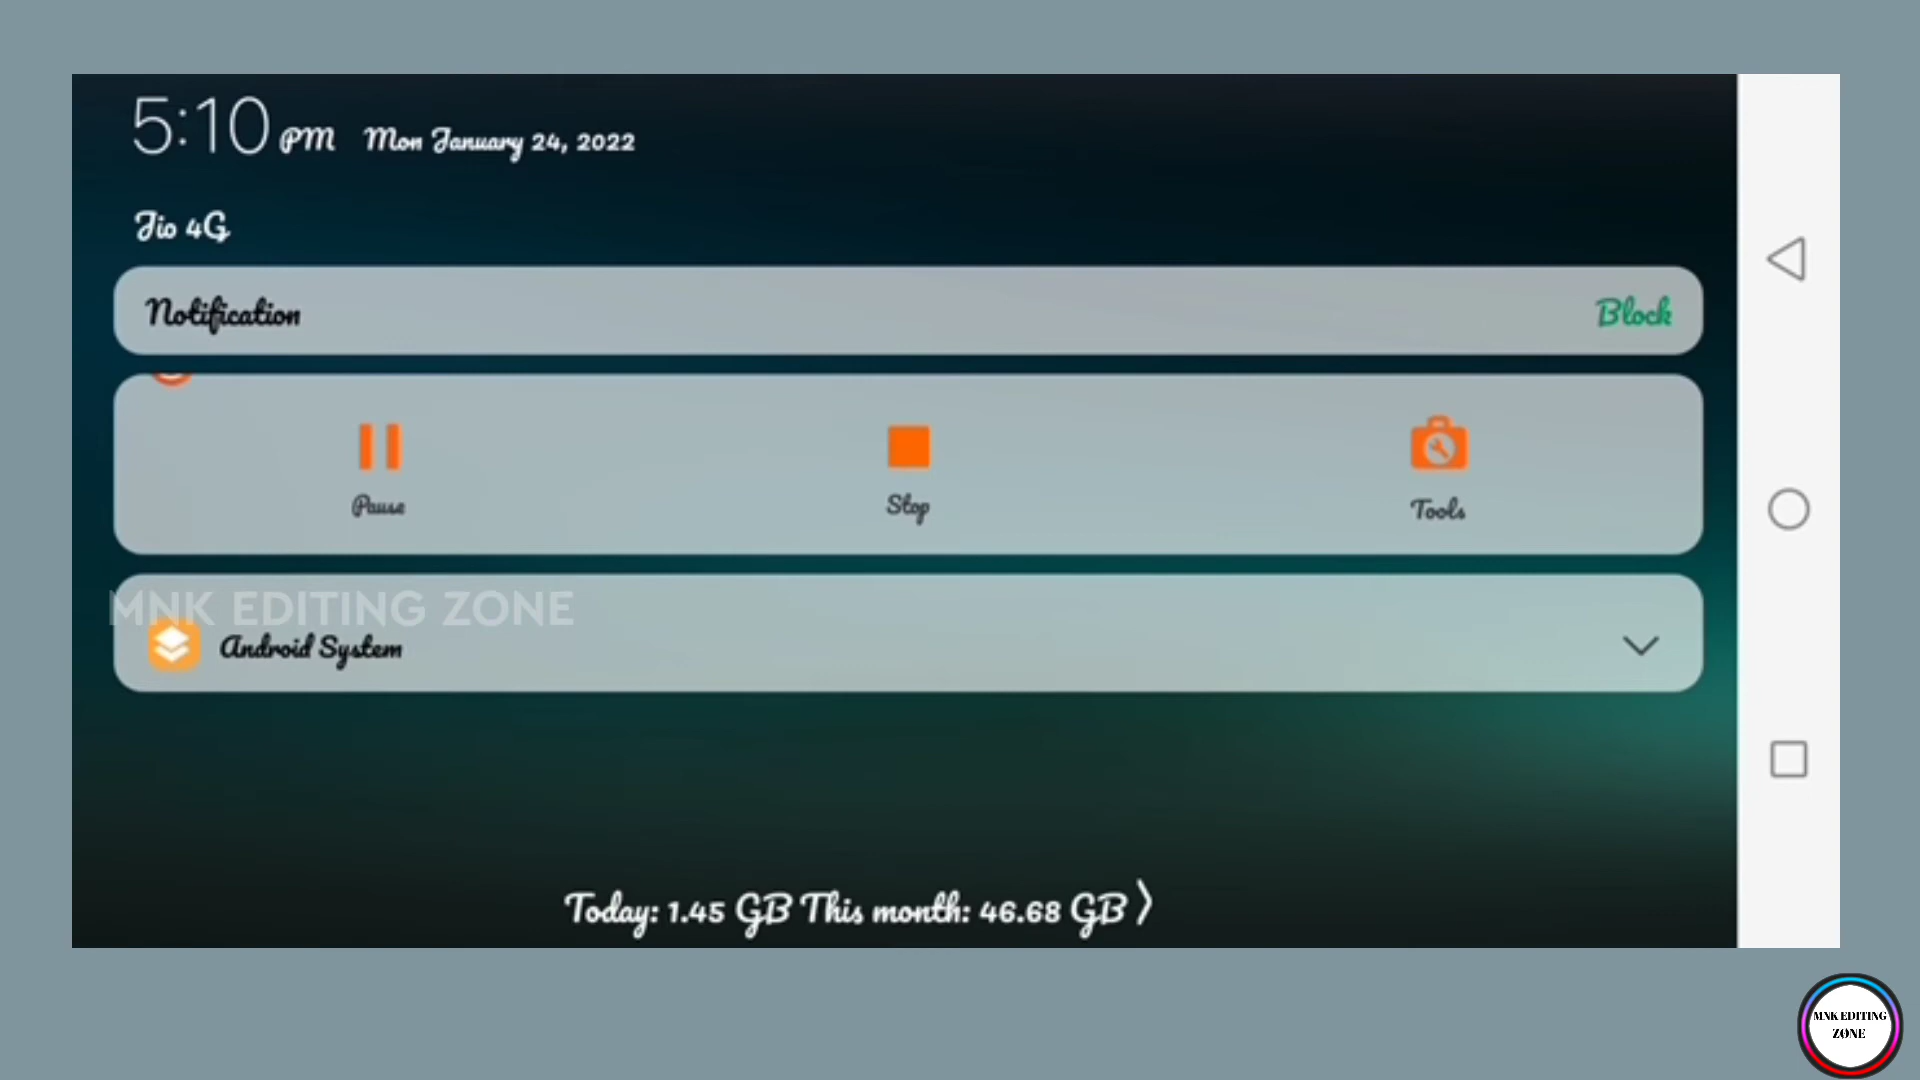 5:10 PM Mon January 24, 2022
Jio 4G
Notification Block
Pause Stop Tools
MNK EDITING ZONE
Android System
Today: 1.45 GB This month: 46.68 GB
MNK EDITING
ZONE